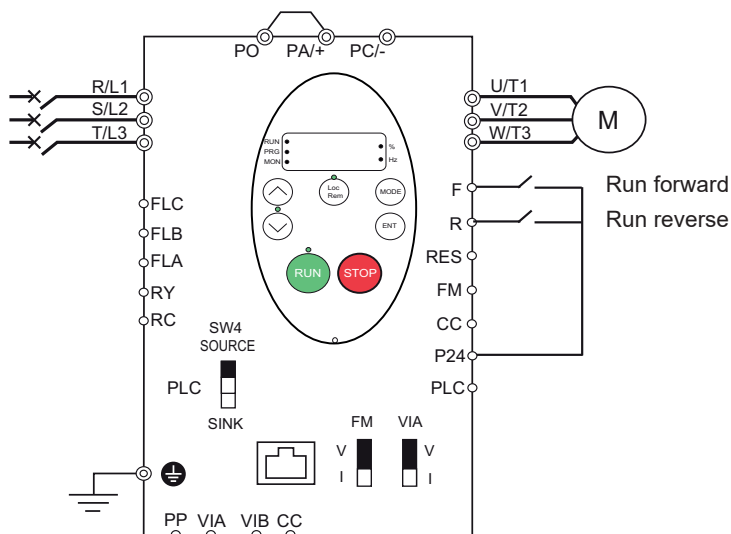 PO PA/+ PC/-
R/L1
S/L2
T/L3
U/T1
V/T2
W/T3
M
RUN
PRG
MON
%
Hz
Loc
Rem
MODE
ENT
RUN
STOP
FLC
FLB
FLA
RY
RC
F
R
RES
FM
CC
P24
PLC
Run forward
Run reverse
SW4
SOURCE
PLC
SINK
FM
V
I
VIA
V
I
PP VIA VIB CC